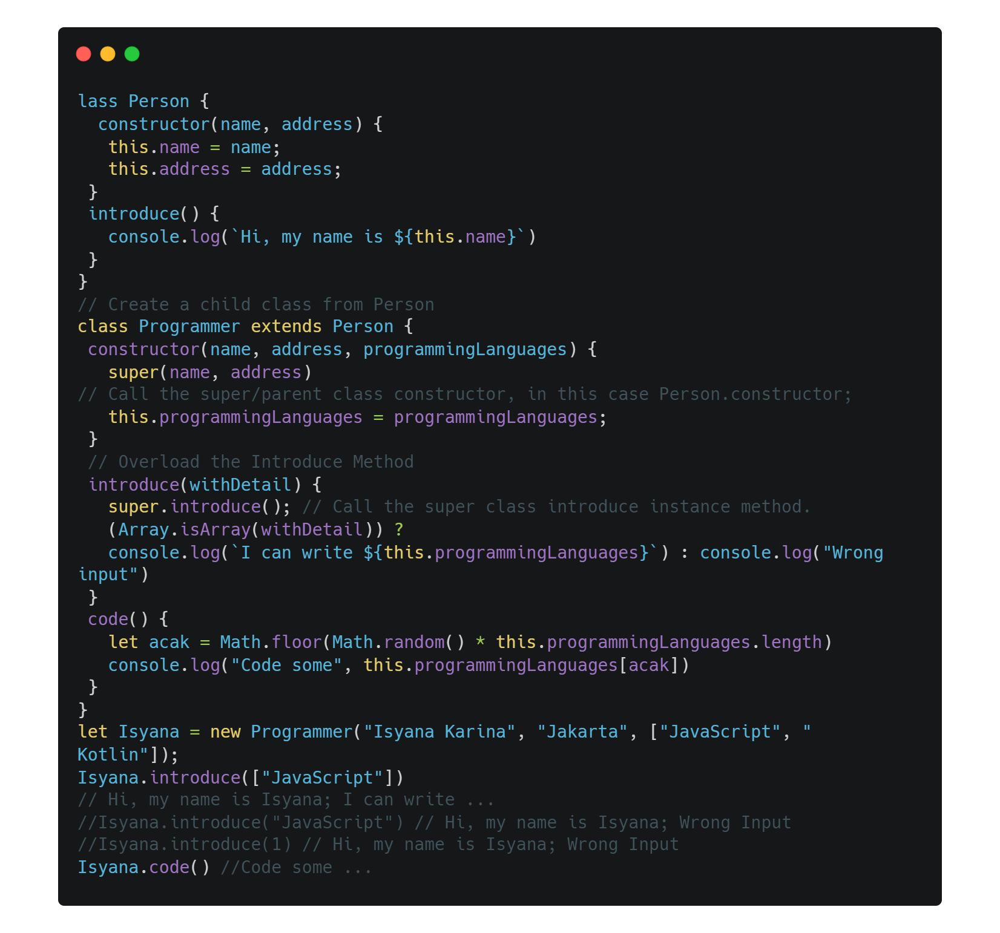 lass Person {
  constructor(name, address) {
   this.name = name;
   this.address = address;
 }
 introduce() {
   console.log(`Hi, my name is ${this.name}`)
 }
}
// Create a child class from Person
class Programmer extends Person {
 constructor(name, address, programmingLanguages) {
   super(name, address)
// Call the super/parent class constructor, in this case Person.constructor;
   this.programmingLanguages = programmingLanguages;
 }
 // Overload the Introduce Method
 introduce(withDetail) {
   super.introduce(); // Call the super class introduce instance method.
   (Array.isArray(withDetail)) ?
   console.log(`I can write ${this.programmingLanguages}`) : console.log("Wrong
input")
 }
 code() {
   let acak = Math.floor(Math.random() * this.programmingLanguages.length)
   console.log("Code some", this.programmingLanguages[acak])
 }
}
let Isyana = new Programmer("Isyana Karina", "Jakarta", ["JavaScript", "
Kotlin"]);
Isyana.introduce(["JavaScript"])
// Hi, my name is Isyana; I can write ...
//Isyana.introduce("JavaScript") // Hi, my name is Isyana; Wrong Input
//Isyana.introduce(1) // Hi, my name is Isyana; Wrong Input
Isyana.code() //Code some ...